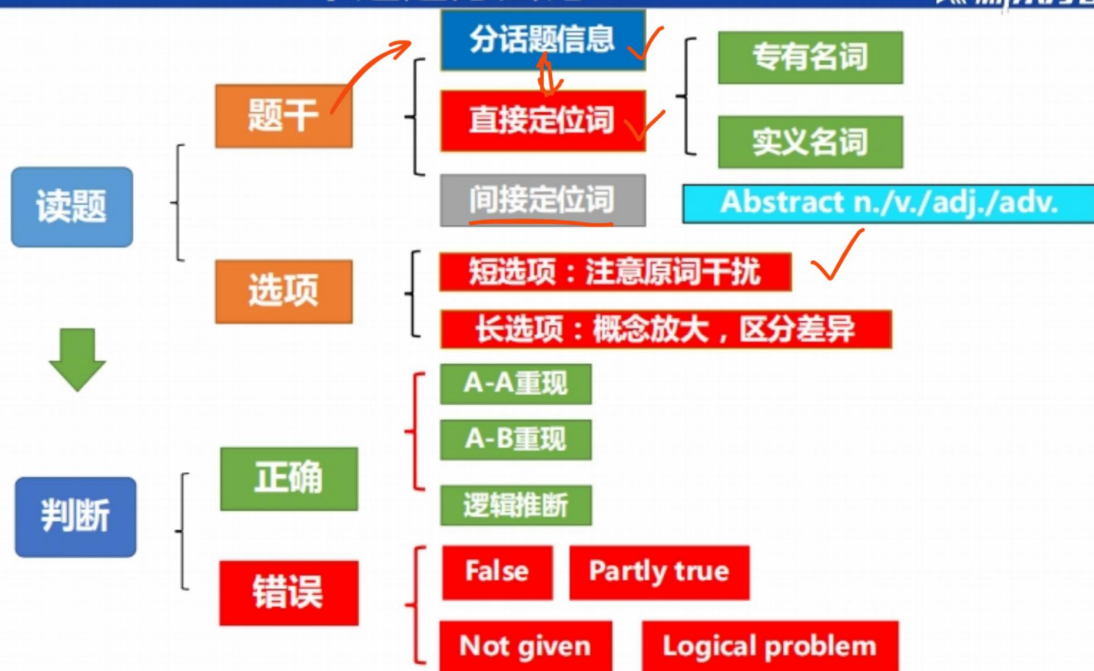 分话题信息
专有名词
题干
直接定位词
实义名词
读题
间接定位词
Abstract n./v./adj./adv.
选项
短选项：注意原词干扰
长选项：概念放大，区分差异
A-A重现
A-B重现
正确
逻辑推断
判断
错误
False
Partly true
Not given
Logical problem